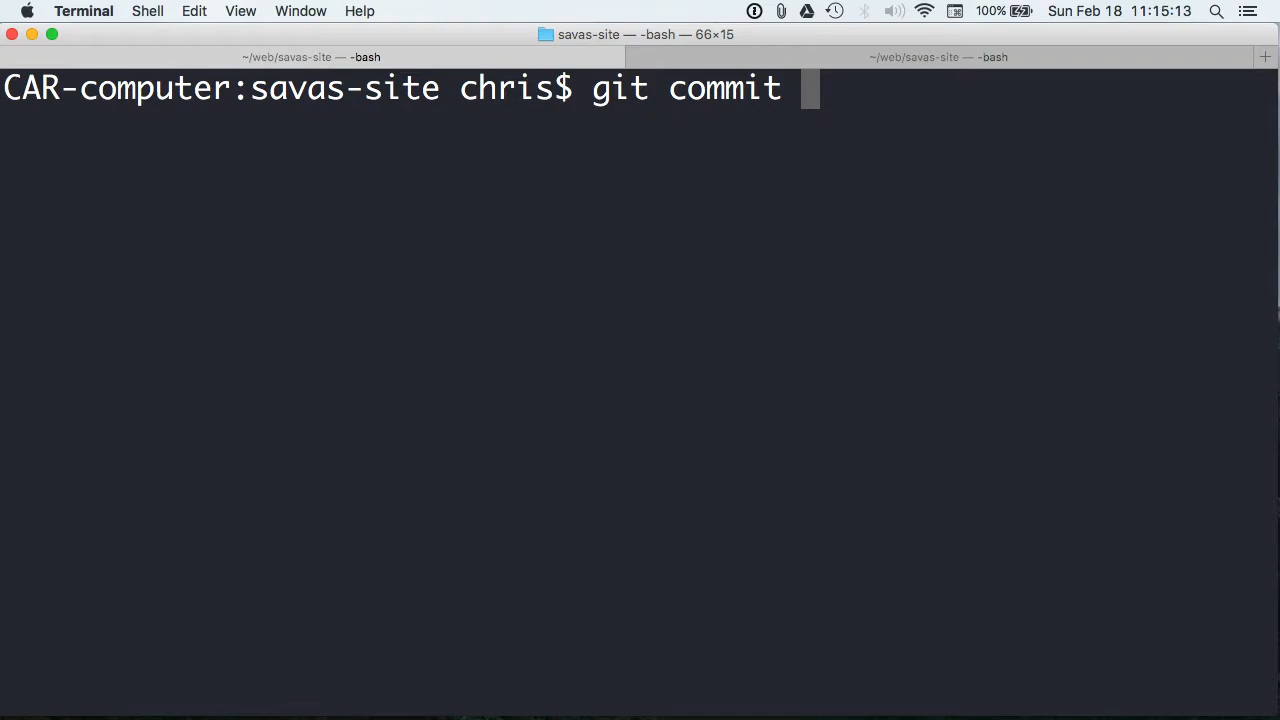 Terminal Shell Edit View Window Help 100% Sun Feb 18 11:15:13
savas-site — -bash — 66×15
~/web/savas-site — -bash ~/web/savas-site — -bash
CAR-computer:savas-site chris$ git commit